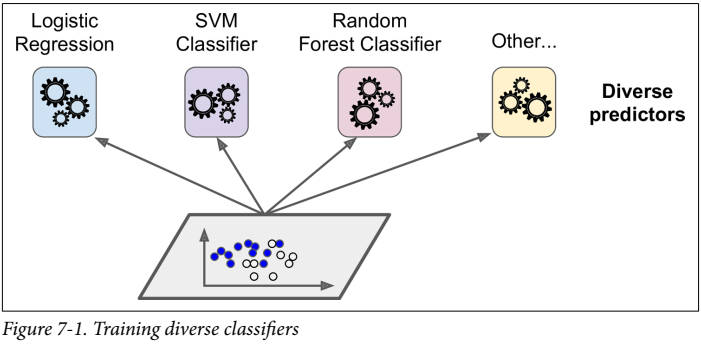 Logistic
Regression
SVM
Classifier
Random
Forest Classifier
Other...
Diverse
predictors
Figure 7-1. Training diverse classifiers